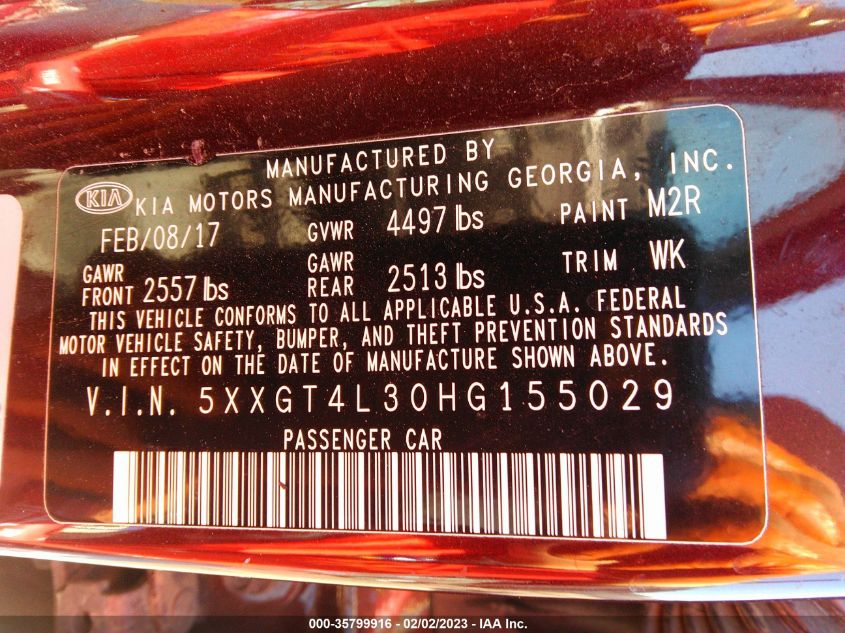 MANUFACTURED BY
KIA KIA MOTORS MANUFACTURING GEORGIA, INC.
FEB/08/17 GVWR 4497 lbs PAINT M2R
GAWR FRONT 2557 lbs GAWR REAR 2513 lbs TRIM WK
THIS VEHICLE CONFORMS TO ALL APPLICABLE U.S.A. FEDERAL
MOTOR VEHICLE SAFETY, BUMPER, AND THEFT PREVENTION STANDARDS
IN EFFECT ON THE DATE OF MANUFACTURE SHOWN ABOVE.
V.I.N. 5XXGT4L30HG155029
PASSENGER CAR
000-35799916 - 02/02/2023 - IAA Inc.